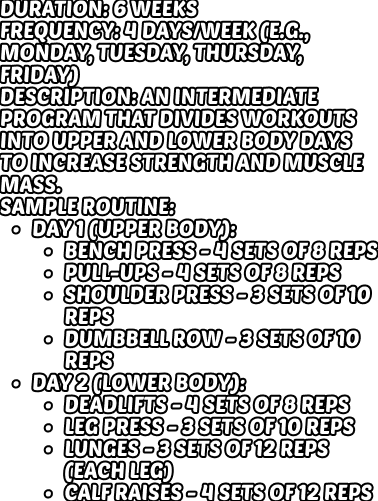 DURATION: 6 WEEKS
FREQUENCY: 4 DAYS/WEEK (E.G.,
MONDAY, TUESDAY, THURSDAY,
FRIDAY)
DESCRIPTION: AN INTERMEDIATE
PROGRAM THAT DIVIDES WORKOUTS
INTO UPPER AND LOWER BODY DAYS
TO INCREASE STRENGTH AND MUSCLE
MASS.
SAMPLE ROUTINE:
• DAY 1 (UPPER BODY):
• BENCH PRESS - 4 SETS OF 8 REPS
• PULL-UPS - 4 SETS OF 8 REPS
• SHOULDER PRESS - 3 SETS OF 10
REPS
• DUMBBELL ROW - 3 SETS OF 10
REPS
• DAY 2 (LOWER BODY):
• DEADLIFTS - 4 SETS OF 8 REPS
• LEG PRESS - 3 SETS OF 10 REPS
• LUNGES - 3 SETS OF 12 REPS
(EACH LEG)
• CALF RAISES - 4 SETS OF 12 REPS